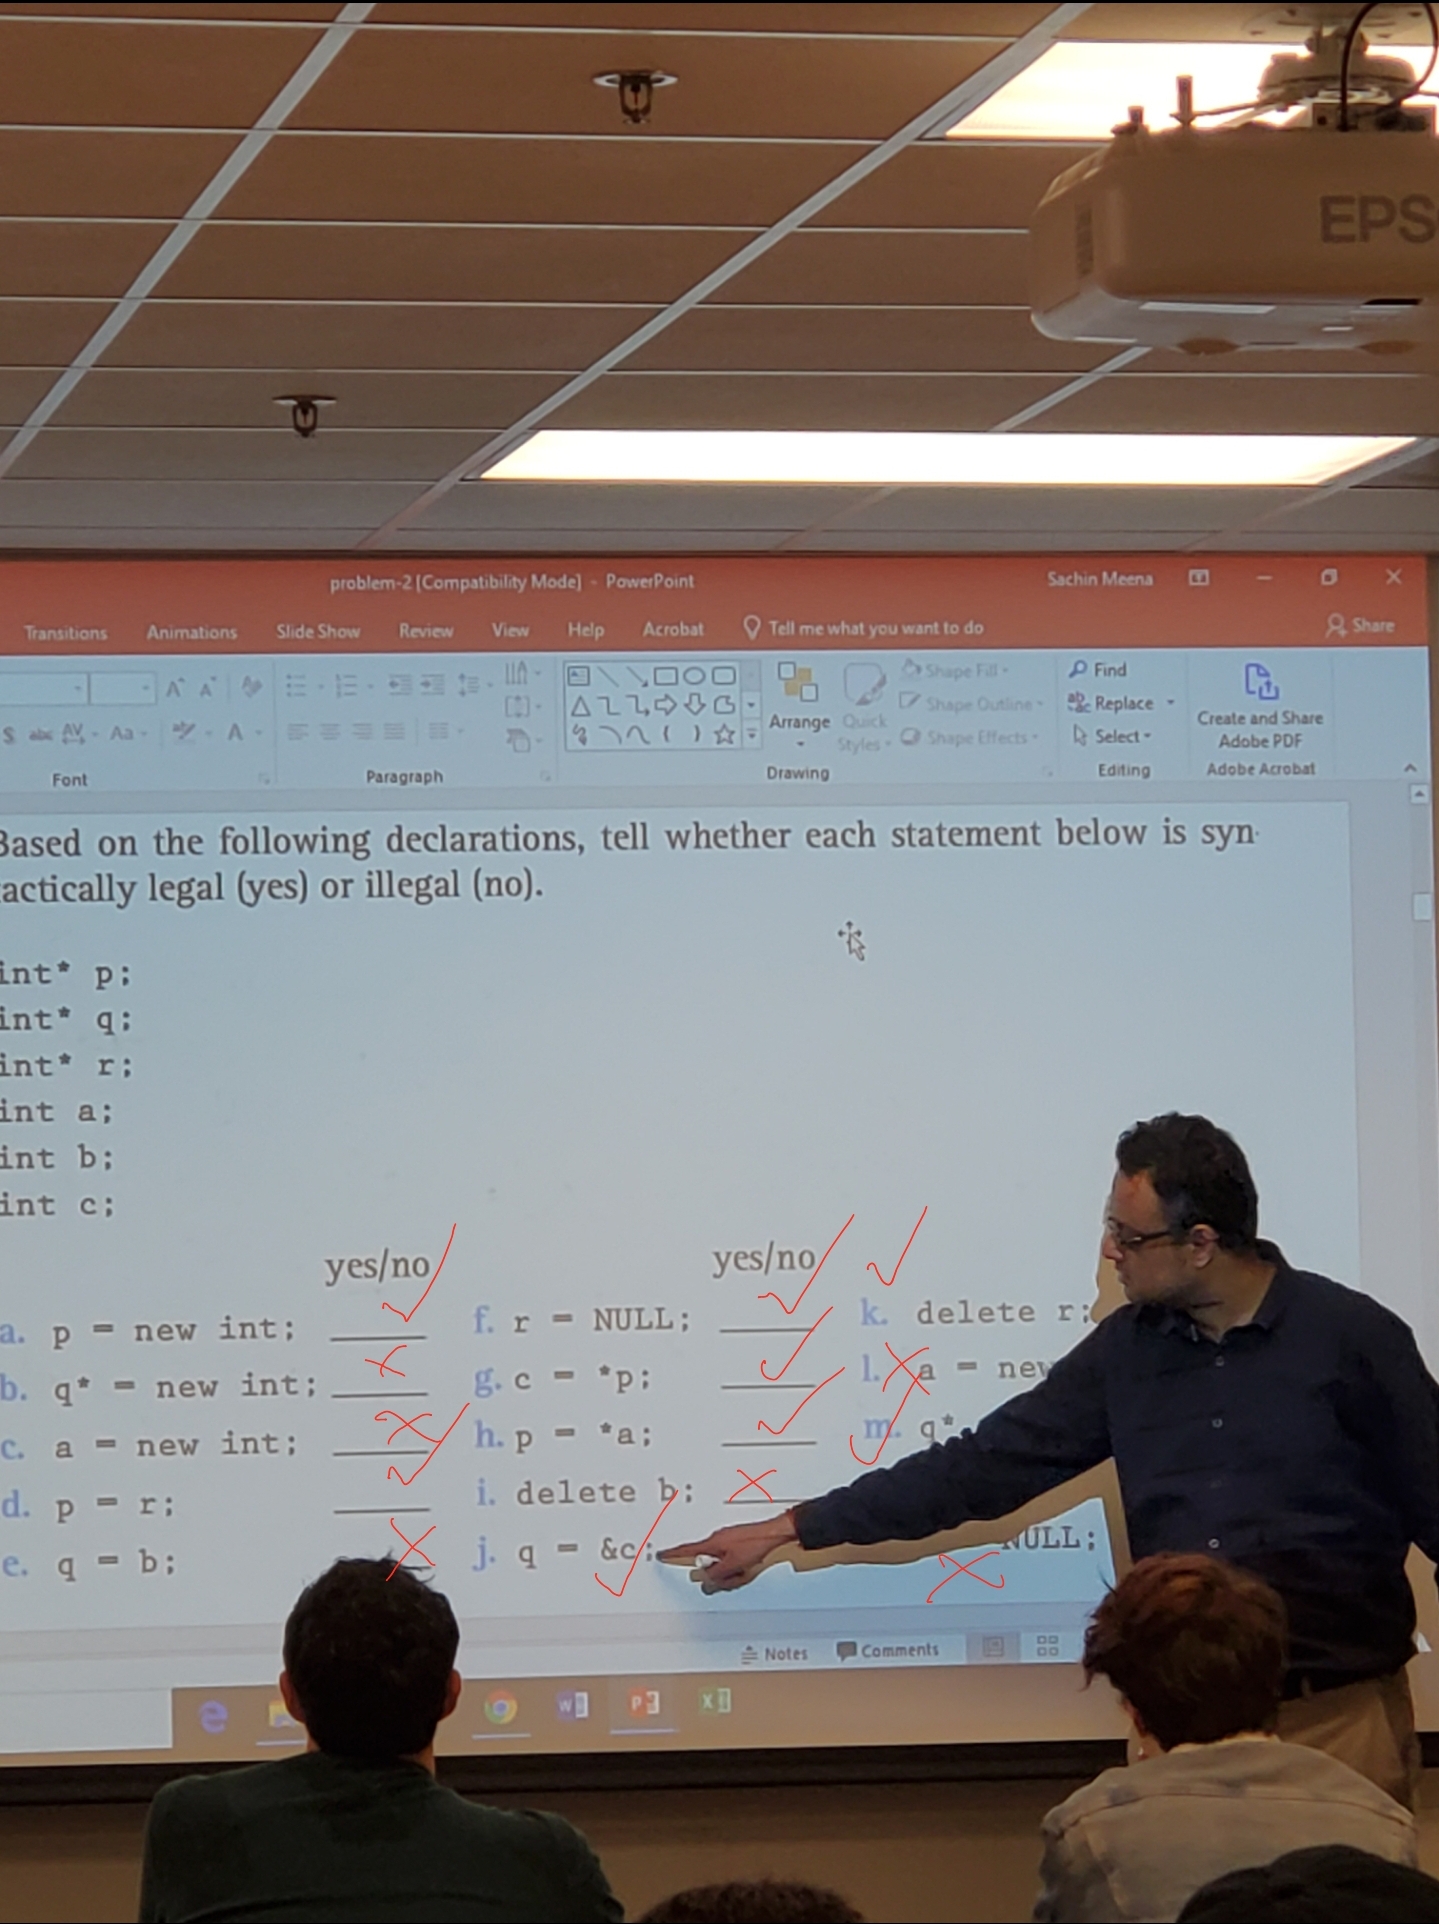 EPS
problem-2 [Compatibility Mode] - PowerPoint
Sachin Meena
Transitions Animations Slide Show Review View Help Acrobat Tell me what you want to do Share
Shape Fill
Find
Shape Outline
Replace
S abc AV Aa A
Arrange Quick Styles
Shape Effects
Select
Create and Share
Adobe PDF
Font Paragraph Drawing Editing Adobe Acrobat
Based on the following declarations, tell whether each statement below is syn-
actically legal (yes) or illegal (no).
int* p;
int* q;
int* r;
int a;
int b;
int c;
yes/no yes/no
a. p = new int; f. r = NULL; k. delete r;
b. q* = new int; g. c = *p; l. a = new
c. a = new int; h. p = *a; m. q*
d. p = r; i. delete b;
e. q = b; j. q = &c; NULL;
Notes Comments